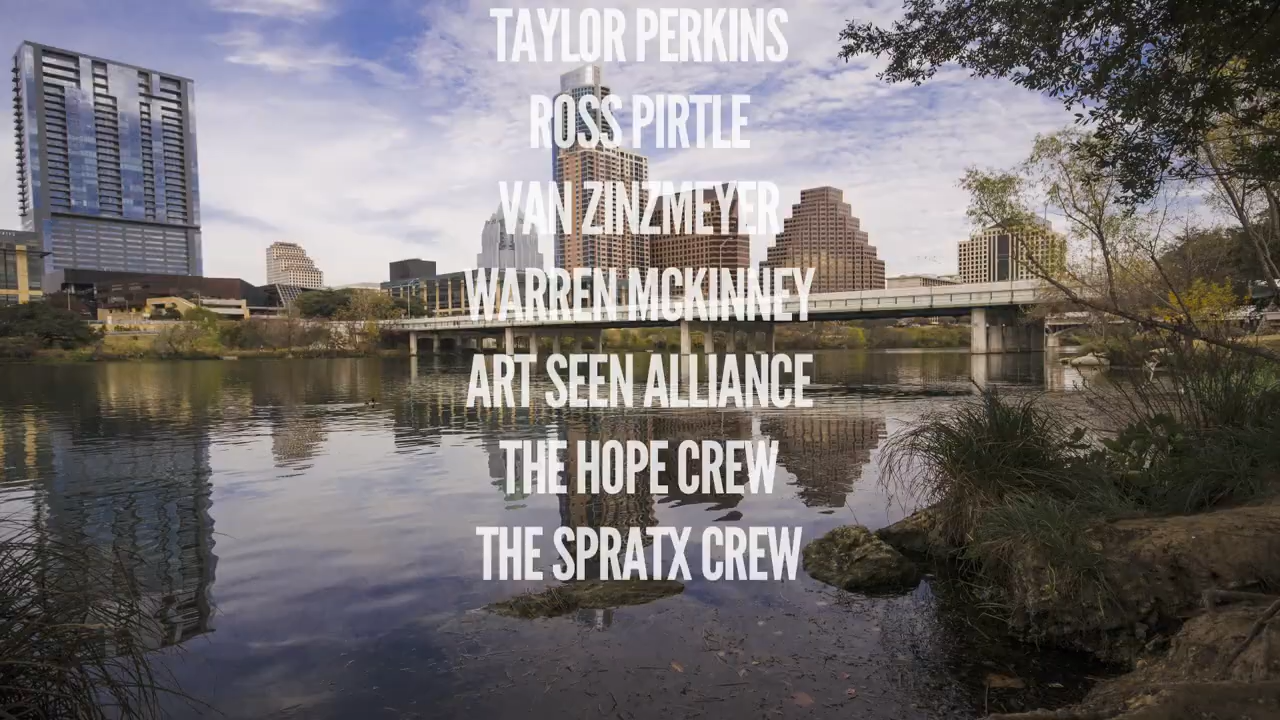 TAYLOR PERKINS
ROSS PIRTLE
VAN ZINZMEYER
WARREN MCKINNEY
ART SEEN ALLIANCE
THE HOPE CREW
THE SPRATX CREW